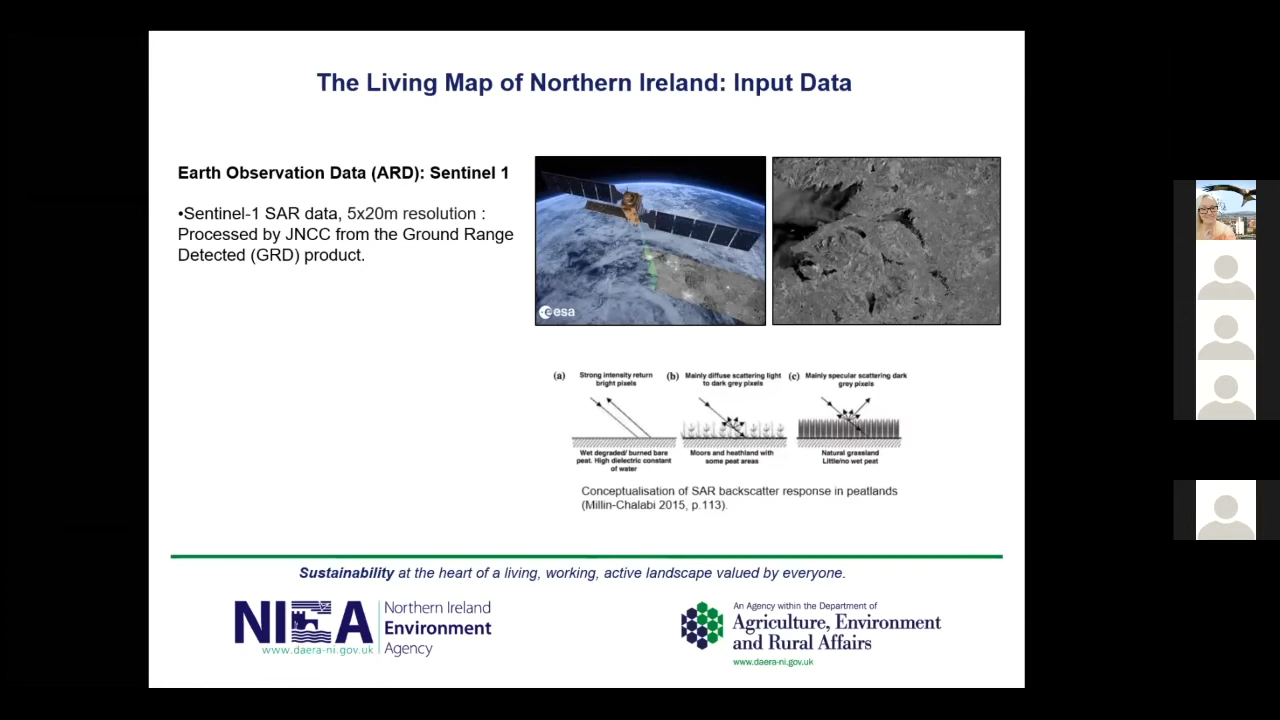 The Living Map of Northern Ireland: Input Data
Earth Observation Data (ARD): Sentinel 1
•Sentinel-1 SAR data, 5x20m resolution :
Processed by JNCC from the Ground Range
Detected (GRD) product.
esa
(a) Strong intensity return
bright pixels
(b) Mainly diffuse scattering light
to dark grey pixels
(c) Mainly specular scattering dark
grey pixels
Wet degraded/ burned bare
peat. High dielectric constant
of water
Moors and heathland with
some peat areas
Natural grassland
Little/no wet peat
Conceptualisation of SAR backscatter response in peatlands
(Millin-Chalabi 2015, p.113).
Sustainability at the heart of a living, working, active landscape valued by everyone.
NIEA
www.daera-ni.gov.uk
Northern Ireland
Environment
Agency
An Agency within the Department of
Agriculture, Environment
and Rural Affairs
www.daera-ni.gov.uk